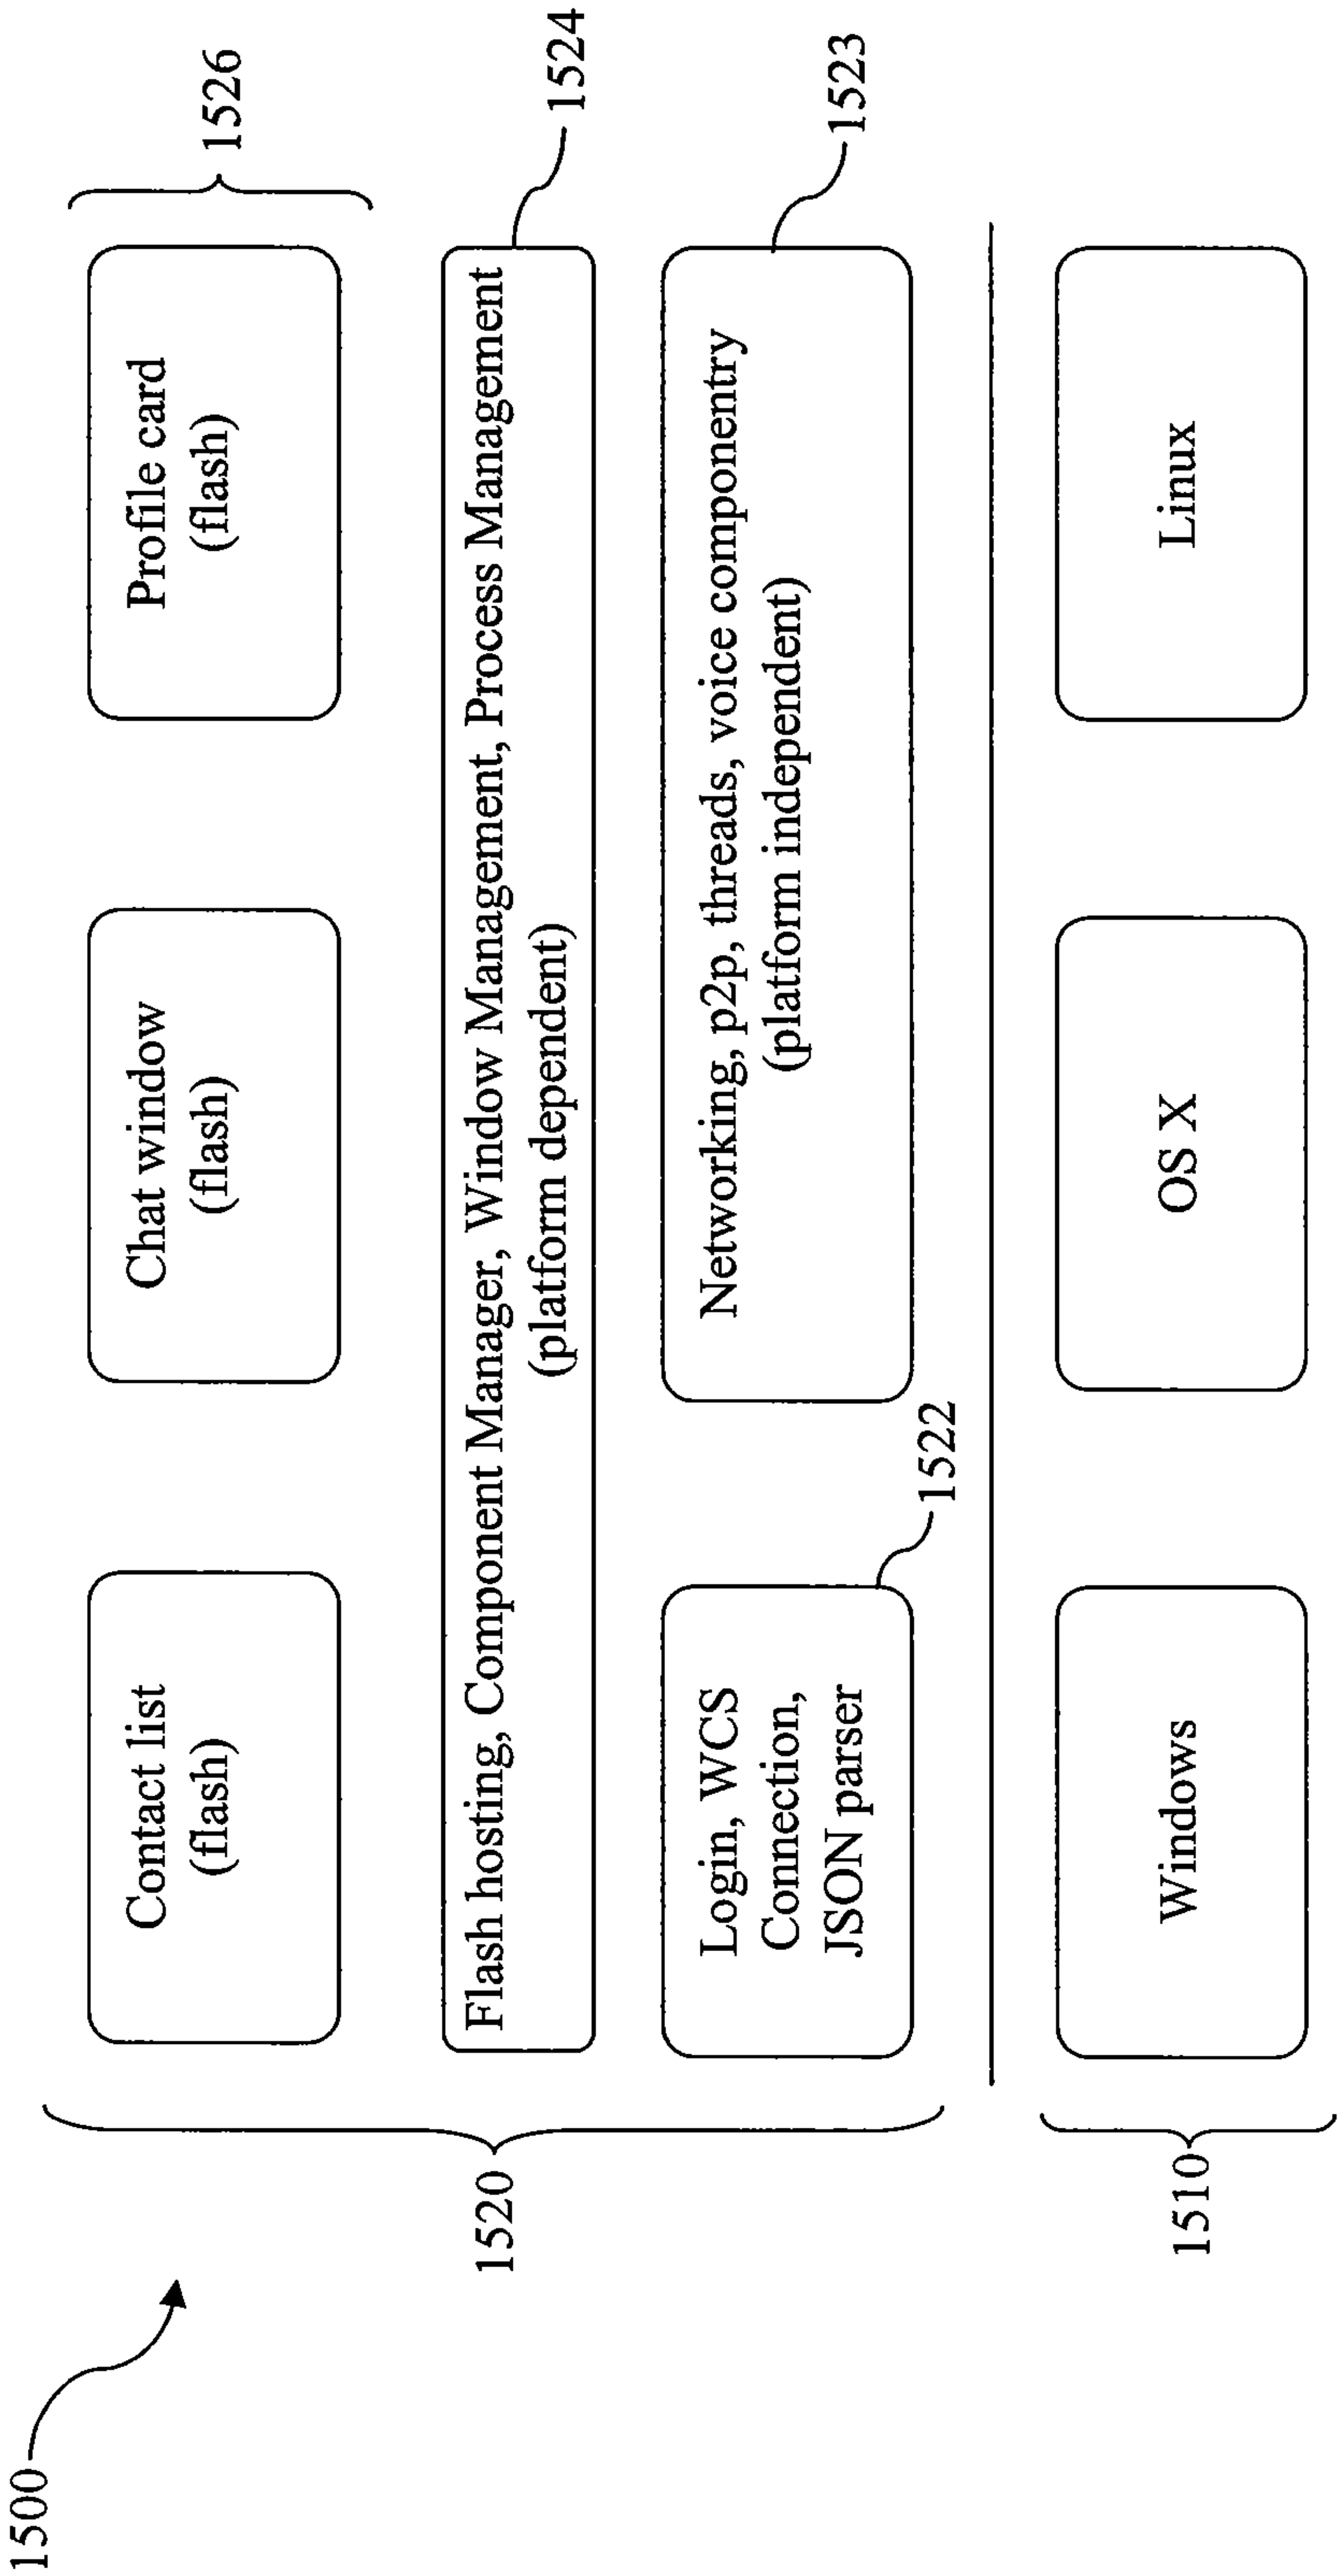 1500
1526
Contact list
(flash)
Chat window
(flash)
Profile card
(flash)
1520
Flash hosting, Component Manager, Window Management, Process Management
(platform dependent)
1524
Login, WCS
Connection,
JSON parser
1522
Networking, p2p, threads, voice componentry
(platform independent)
1523
1510
Windows
OS X
Linux